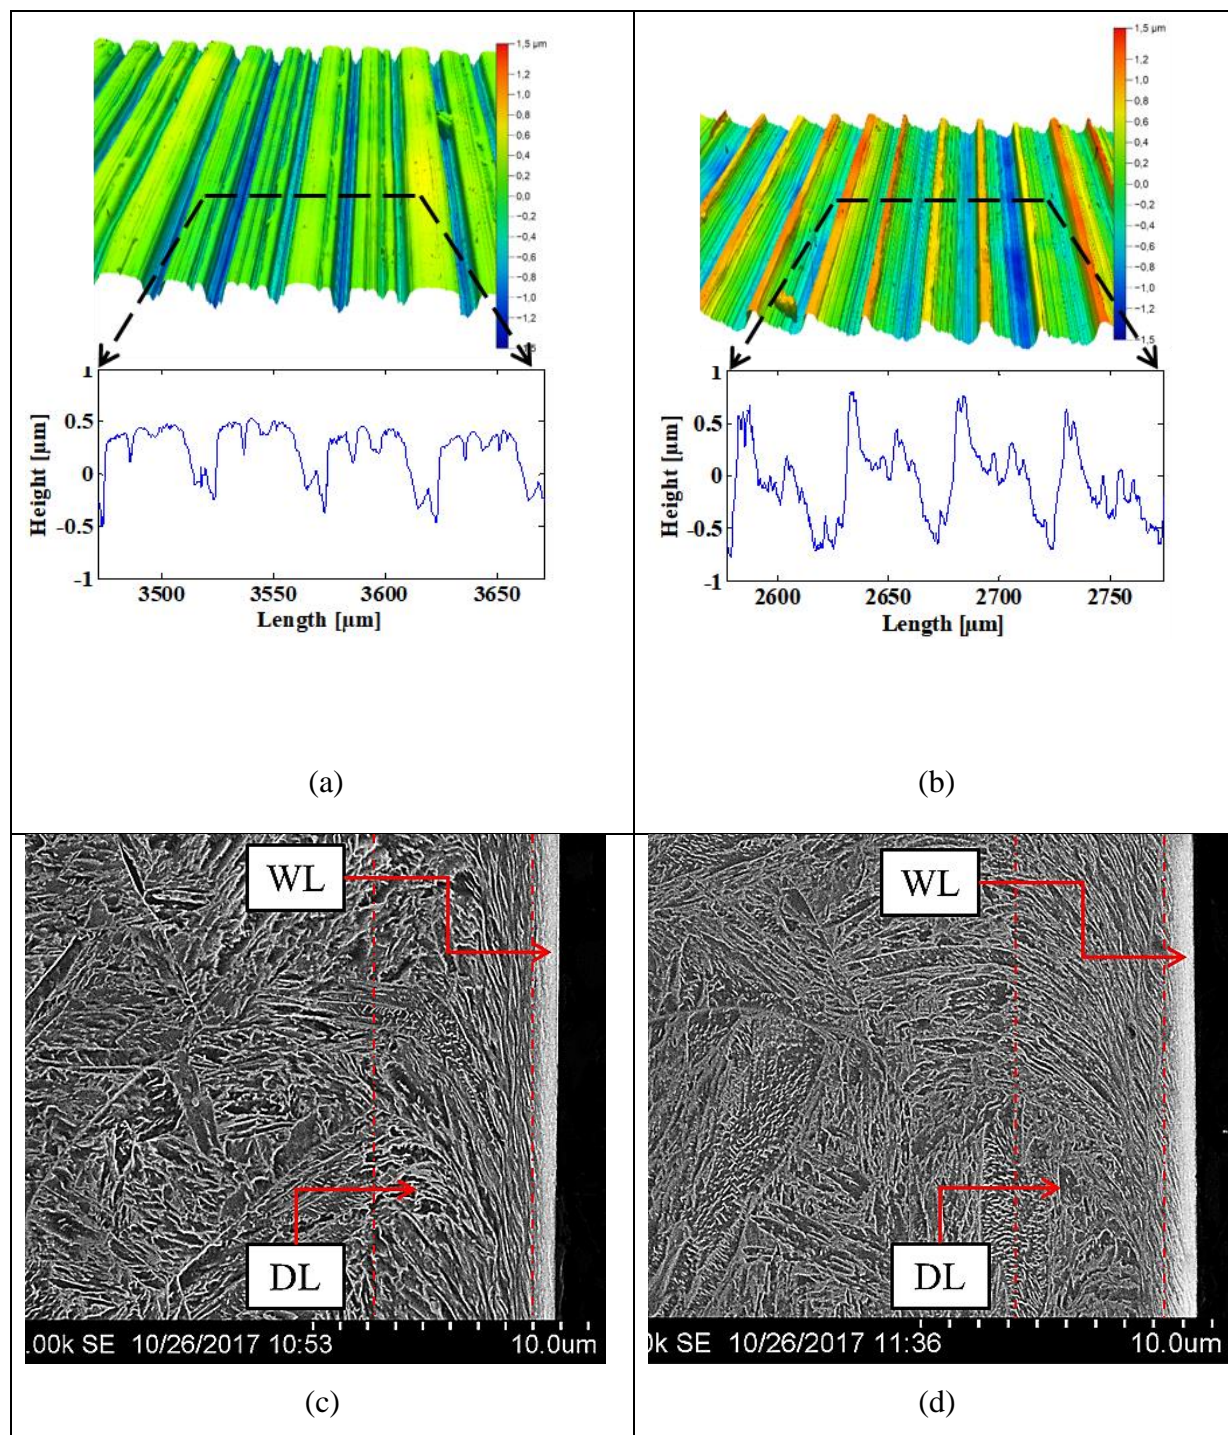 1,5 µm
1,2
1,0
0,8
0,6
0,4
0,2
0,0
−0,2
−0,4
−0,6
−0,8
−1,0
−1,2
1
0.5
0
-0.5
-1
Height [µm]
3500 3550 3600 3650
Length [µm]
(a)
1,5 µm
1,2
1,0
0,8
0,6
0,4
0,2
0,0
−0,2
−0,4
−0,6
−0,8
−1,0
−1,2
−1,5
1
0.5
0
-0.5
-1
Height [µm]
2600 2650 2700 2750
Length [µm]
(b)
WL
DL
.00k SE 10/26/2017 10:53 10.0um
(c)
WL
DL
0k SE 10/26/2017 11:36 10.0um
(d)